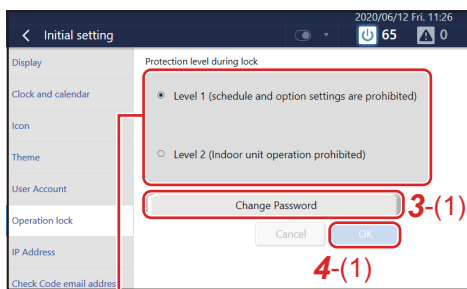 2020/06/12 Fri. 11:26
Initial setting
65
0
Display
Protection level during lock
Clock and calendar
Level 1 (schedule and option settings are prohibited)
Icon
Theme
Level 2 (Indoor unit operation prohibited)
User Account
Change Password
3-(1)
Operation lock
Cancel
OK
IP Address
4-(1)
Check Code email addres